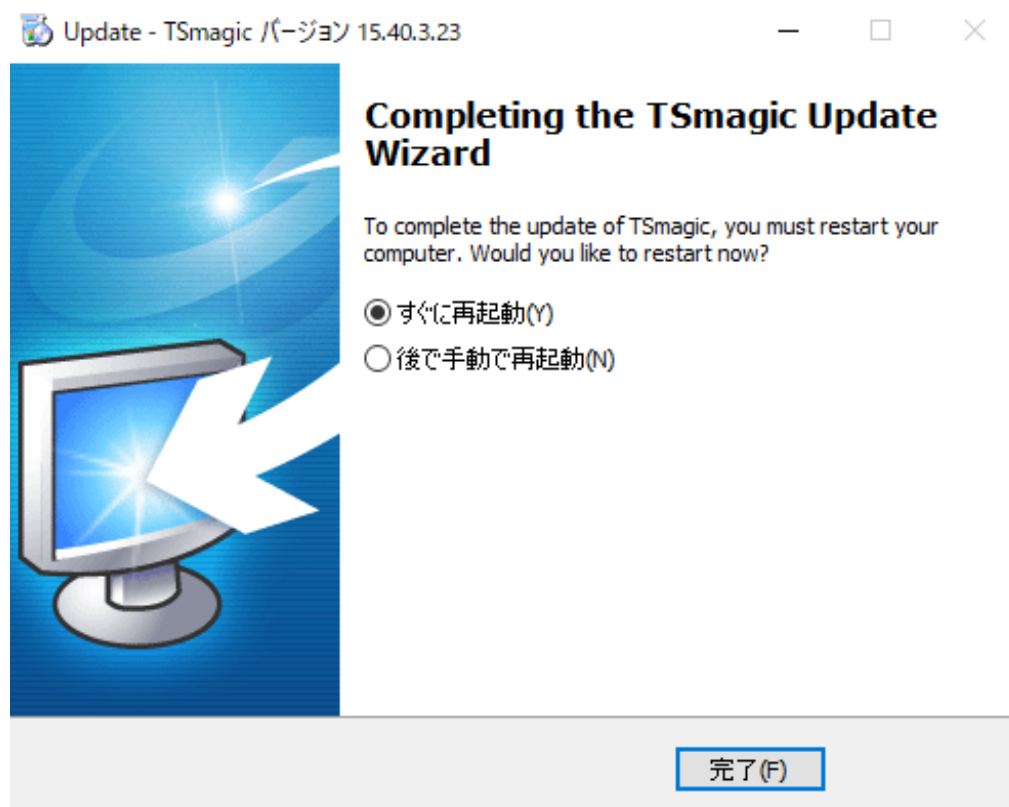 Update - TSmagic バージョン 15.40.3.23
Completing the TSmagic Update
Wizard
To complete the update of TSmagic, you must restart your
computer. Would you like to restart now?
すぐに再起動(Y)
後で手動で再起動(N)
完了(F)